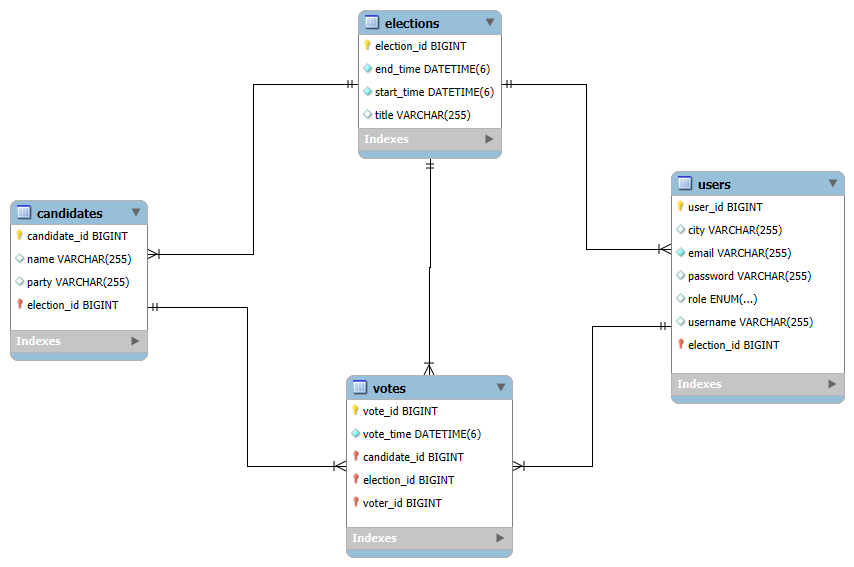 elections
election_id BIGINT
end_time DATETIME(6)
start_time DATETIME(6)
title VARCHAR(255)
Indexes
candidates
candidate_id BIGINT
name VARCHAR(255)
party VARCHAR(255)
election_id BIGINT
Indexes
users
user_id BIGINT
city VARCHAR(255)
email VARCHAR(255)
password VARCHAR(255)
role ENUM(...)
username VARCHAR(255)
election_id BIGINT
Indexes
votes
vote_id BIGINT
vote_time DATETIME(6)
candidate_id BIGINT
election_id BIGINT
voter_id BIGINT
Indexes